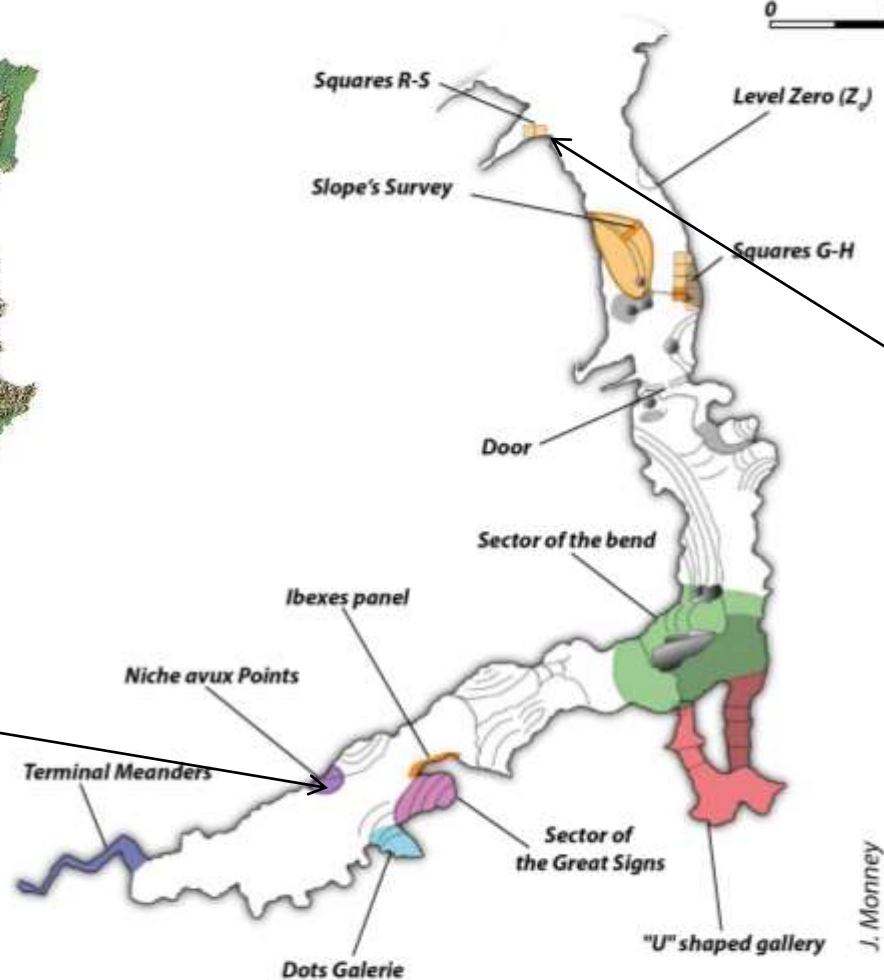 0
Squares R-S
Level Zero (Z₀)
Slope's Survey
Squares G-H
Door
Sector of the bend
Ibexes panel
Niche avux Points
Terminal Meanders
Sector of
the Great Signs
"U" shaped gallery
Dots Galerie
J. Monney